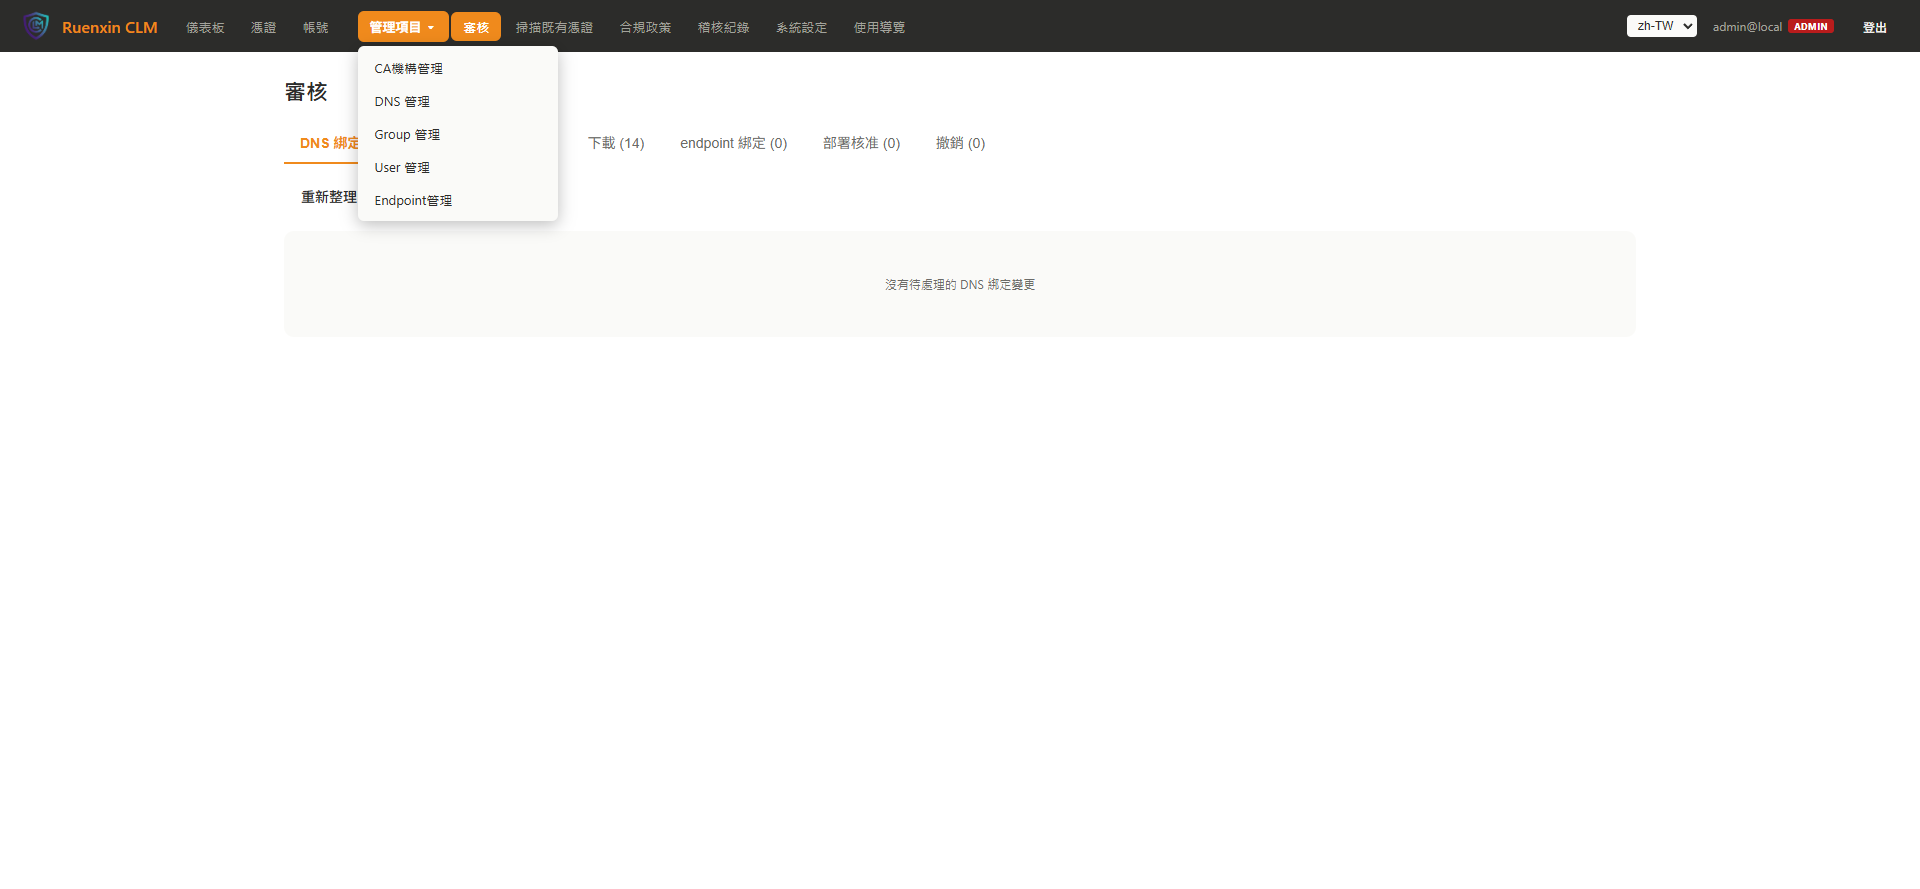 Ruenxin CLM 儀表板 憑證 帳號 管理項目 審核 掃描既有憑證 合規政策 稽核紀錄 系統設定 使用導覽 zh-TW admin@local ADMIN 登出
CA機構管理
DNS 管理
Group 管理
User 管理
Endpoint管理
審核
DNS 綁定 下載 (14) endpoint 綁定 (0) 部署核准 (0) 撤銷 (0)
重新整理
沒有待處理的 DNS 綁定變更